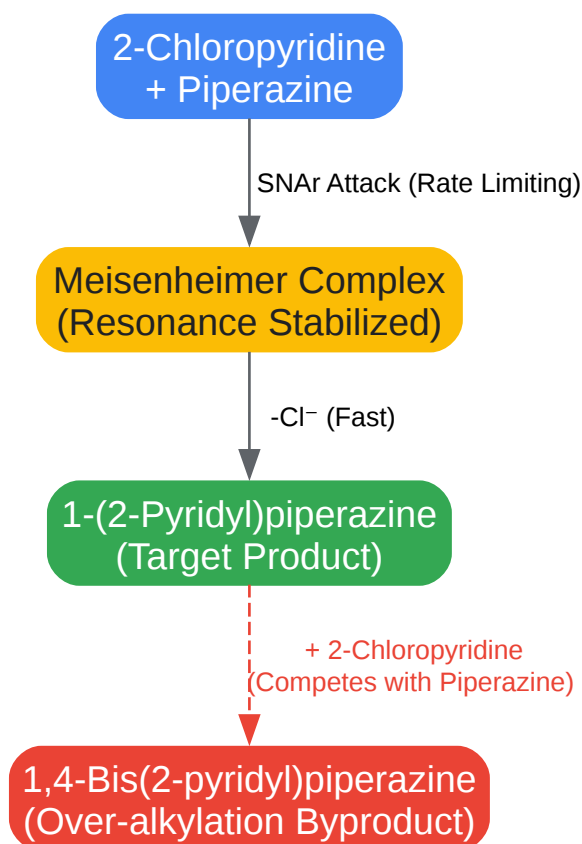 2-Chloropyridine
+ Piperazine
SNAr Attack (Rate Limiting)
Meisenheimer Complex
(Resonance Stabilized)
-Cl⁻ (Fast)
1-(2-Pyridyl)piperazine
(Target Product)
+ 2-Chloropyridine
(Competes with Piperazine)
1,4-Bis(2-pyridyl)piperazine
(Over-alkylation Byproduct)